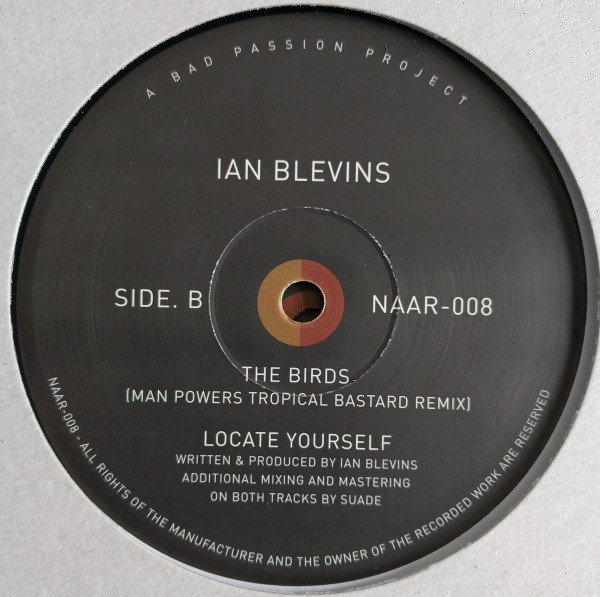 A BAD PASSION PROJECT
IAN BLEVINS
SIDE. B
NAAR-008
THE BIRDS
(MAN POWERS TROPICAL BASTARD REMIX)
LOCATE YOURSELF
WRITTEN & PRODUCED BY IAN BLEVINS
ADDITIONAL MIXING AND MASTERING
ON BOTH TRACKS BY SUADE
NAAR-008 - ALL RIGHTS OF THE MANUFACTURER AND THE OWNER OF THE RECORDED WORK ARE RESERVED